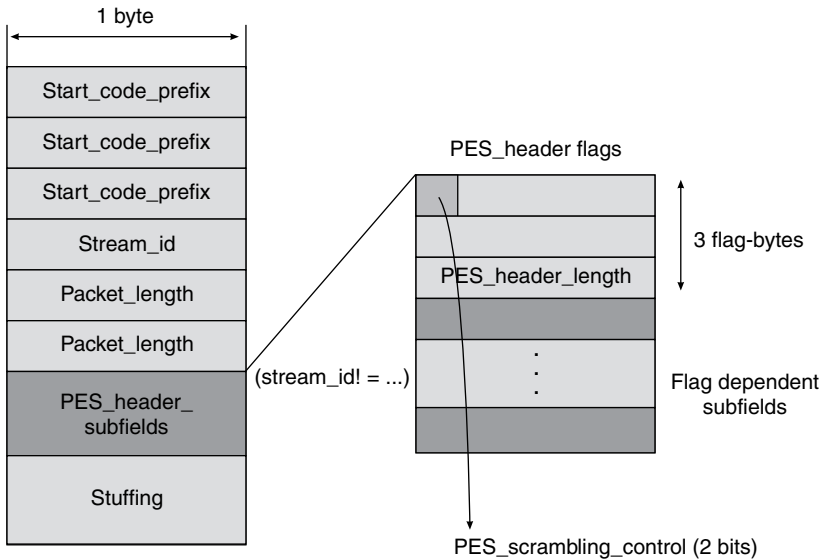 1 byte
Start_code_prefix
Start_code_prefix
Start_code_prefix
Stream_id
Packet_length
Packet_length
PES_header_
subfields
Stuffing
(stream_id! = ...)
PES_header flags
3 flag-bytes
PES_header_length
Flag dependent
subfields
PES_scrambling_control (2 bits)